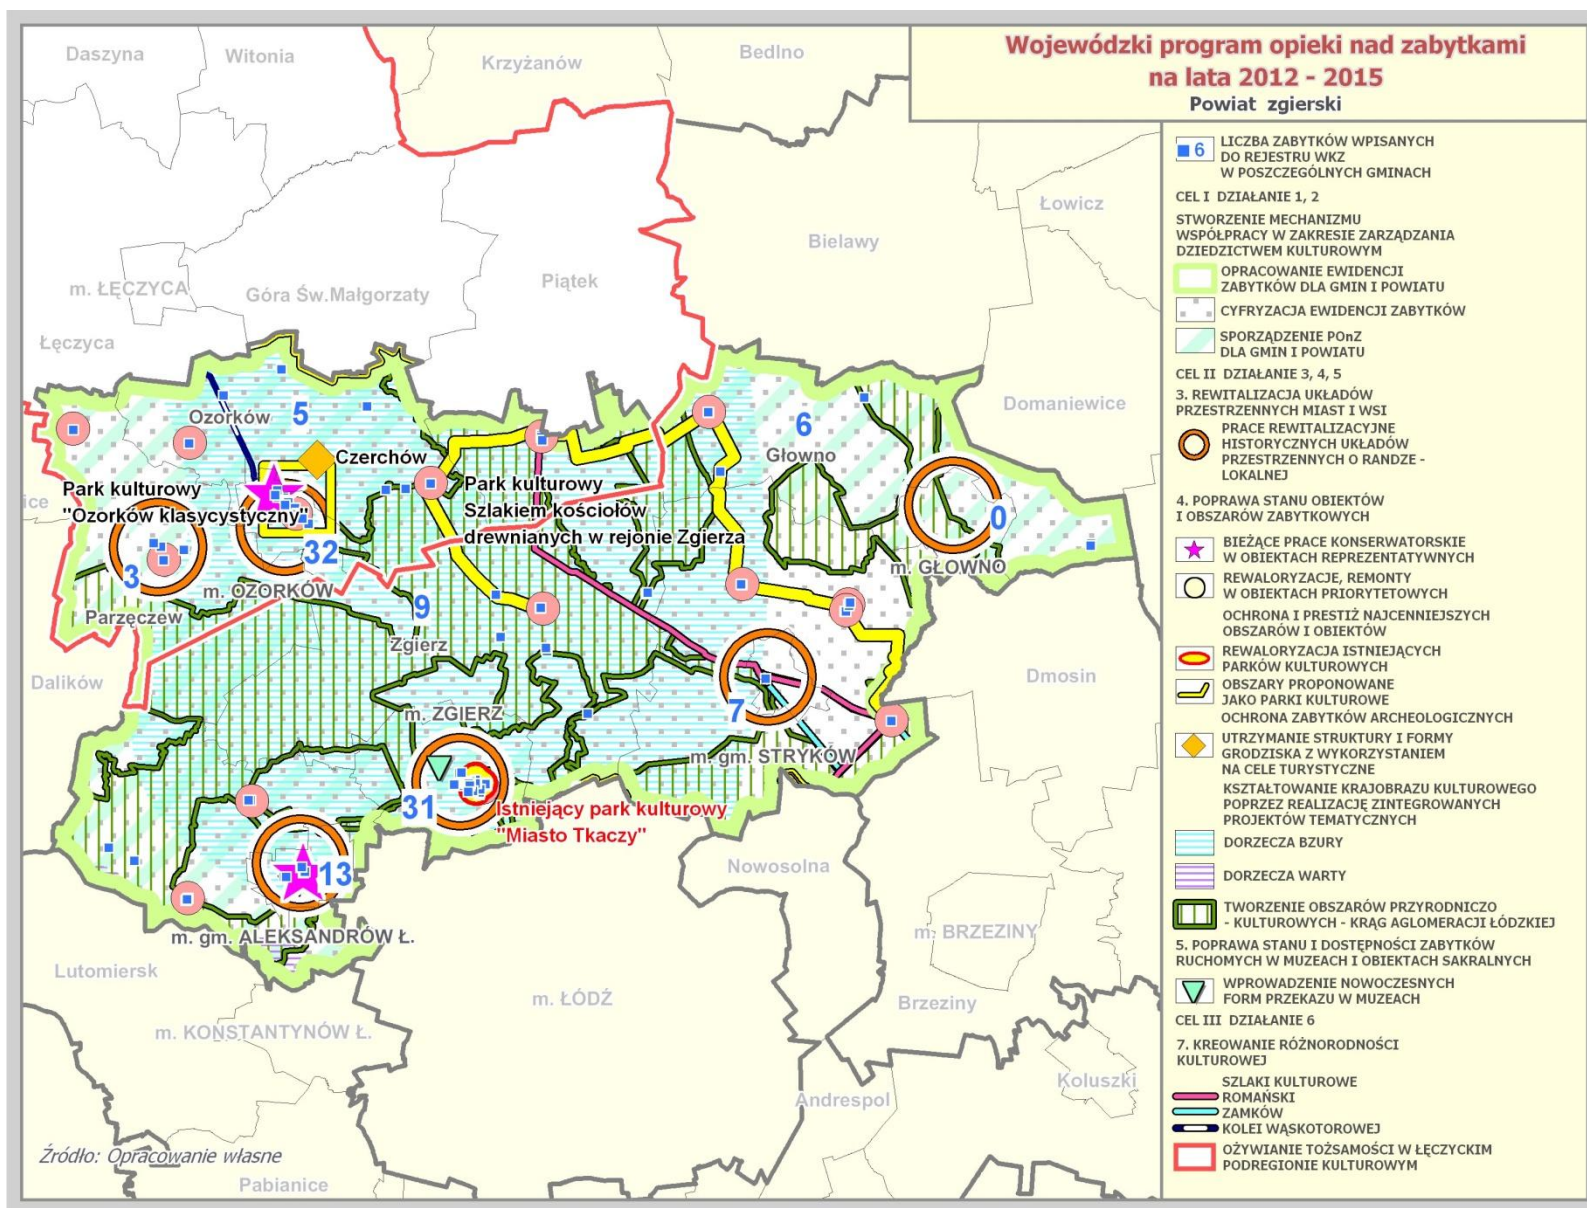 Wojewódzki program opieki nad zabytkami
na lata 2012 - 2015
Powiat zgierski
Daszyna
Witonia
Krzyżanów
Bedlno
Łowicz
Bielawy
Piątek
m. ŁĘCZYCA
Góra Św.Małgorzaty
Łęczyca
Domaniewice
Ozorków
5
6
Głowno
Czerchów
Park kulturowy
"Ozorków klasycystyczny"
Park kulturowy
Szlakiem kościołów
drewnianych w rejonie Zgierza
ice
0
m. GŁOWNO
32
3
m. OZORKÓW
9
Parzęczew
Zgierz
Dalików
Dmosin
m. ZGIERZ
7
m. gm. STRYKÓW
31
Istniejący park kulturowy
"Miasto Tkaczy"
Nowosolna
13
m. gm. ALEKSANDRÓW Ł.
m. BRZEZINY
Lutomiersk
m. ŁÓDŹ
Brzeziny
m. KONSTANTYNÓW Ł.
Koluszki
Andrespol
Źródło: Opracowanie własne
Pabianice
6
LICZBA ZABYTKÓW WPISANYCH
DO REJESTRU WKZ
W POSZCZEGÓLNYCH GMINACH
CEL I DZIAŁANIE 1, 2
STWORZENIE MECHANIZMU
WSPÓŁPRACY W ZAKRESIE ZARZĄDZANIA
DZIEDZICTWEM KULTUROWYM
OPRACOWANIE EWIDENCJI
ZABYTKÓW DLA GMIN I POWIATU
CYFRYZACJA EWIDENCJI ZABYTKÓW
SPORZĄDZENIE POnZ
DLA GMIN I POWIATU
CEL II DZIAŁANIE 3, 4, 5
3. REWITALIZACJA UKŁADÓW
PRZESTRZENNYCH MIAST I WSI
PRACE REWITALIZACYJNE
HISTORYCZNYCH UKŁADÓW
PRZESTRZENNYCH O RANDZE -
LOKALNEJ
4. POPRAWA STANU OBIEKTÓW
I OBSZARÓW ZABYTKOWYCH
BIEŻĄCE PRACE KONSERWATORSKIE
W OBIEKTACH REPREZENTATYWNYCH
REWALORYZACJE, REMONTY
W OBIEKTACH PRIORYTETOWYCH
OCHRONA I PRESTIŻ NAJCENNIEJSZYCH
OBSZARÓW I OBIEKTÓW
REWALORYZACJA ISTNIEJĄCYCH
PARKÓW KULTUROWYCH
OBSZARY PROPONOWANE
JAKO PARKI KULTUROWE
OCHRONA ZABYTKÓW ARCHEOLOGICZNYCH
UTRZYMANIE STRUKTURY I FORMY
GRODZISKA Z WYKORZYSTANIEM
NA CELE TURYSTYCZNE
KSZTAŁTOWANIE KRAJOBRAZU KULTUROWEGO
POPRZEZ REALIZACJĘ ZINTEGROWANYCH
PROJEKTÓW TEMATYCZNYCH
DORZECZA BZURY
DORZECZA WARTY
TWORZENIE OBSZARÓW PRZYRODNICZO
- KULTUROWYCH - KRĄG AGLOMERACJI ŁÓDZKIEJ
5. POPRAWA STANU I DOSTĘPNOŚCI ZABYTKÓW
RUCHOMYCH W MUZEACH I OBIEKTACH SAKRALNYCH
WPROWADZENIE NOWOCZESNYCH
FORM PRZEKAZU W MUZEACH
CEL III DZIAŁANIE 6
7. KREOWANIE RÓŻNORODNOŚCI
KULTUROWEJ
SZLAKI KULTUROWE
ROMAŃSKI
ZAMKÓW
KOLEI WĄSKOTOROWEJ
OŻYWIANIE TOŻSAMOŚCI W ŁĘCZYCKIM
PODREGIONIE KULTUROWYM